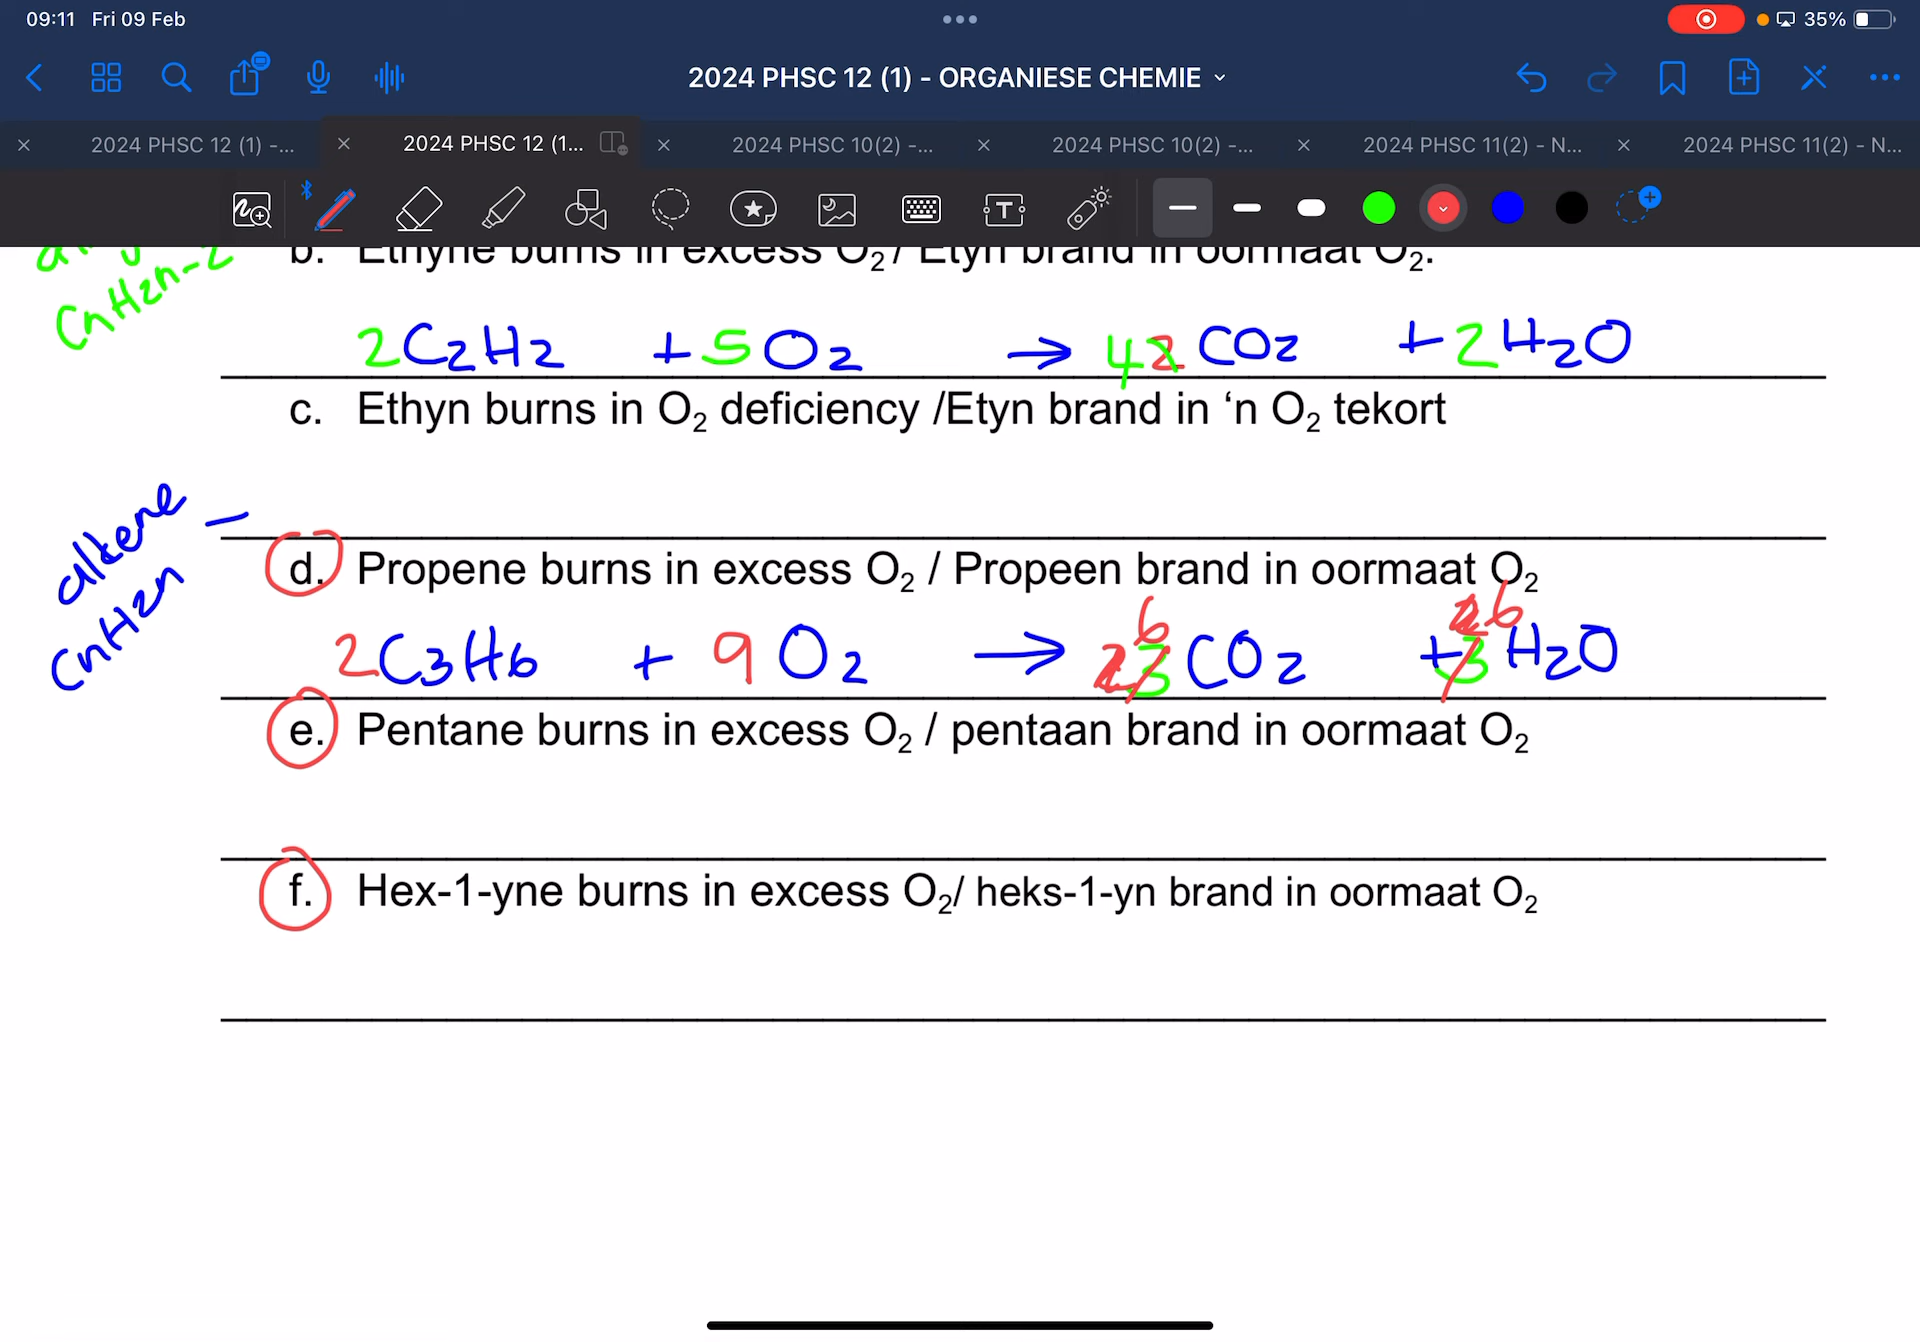 09:11 Fri 09 Feb
35%
2024 PHSC 12 (1) - ORGANIESE CHEMIE
2024 PHSC 12 (1) -... 2024 PHSC 12 (1... 2024 PHSC 10(2) -... 2024 PHSC 10(2) -... 2024 PHSC 11(2) - N... 2024 PHSC 11(2) - N...
b. Ethyne burns in excess O₂ / Etyn brand in oormaat O₂.
CnH2n-2
2C2H2 + 5O2 → 4 CO2 + 2H2O
c. Ethyn burns in O₂ deficiency /Etyn brand in ‘n O₂ tekort
alkene –
CnH2n
d. Propene burns in excess O₂ / Propeen brand in oormaat O₂
2C3H6 + 9O2 → 6CO2 + 6H2O
e. Pentane burns in excess O₂ / pentaan brand in oormaat O₂
f. Hex-1-yne burns in excess O₂/ heks-1-yn brand in oormaat O₂